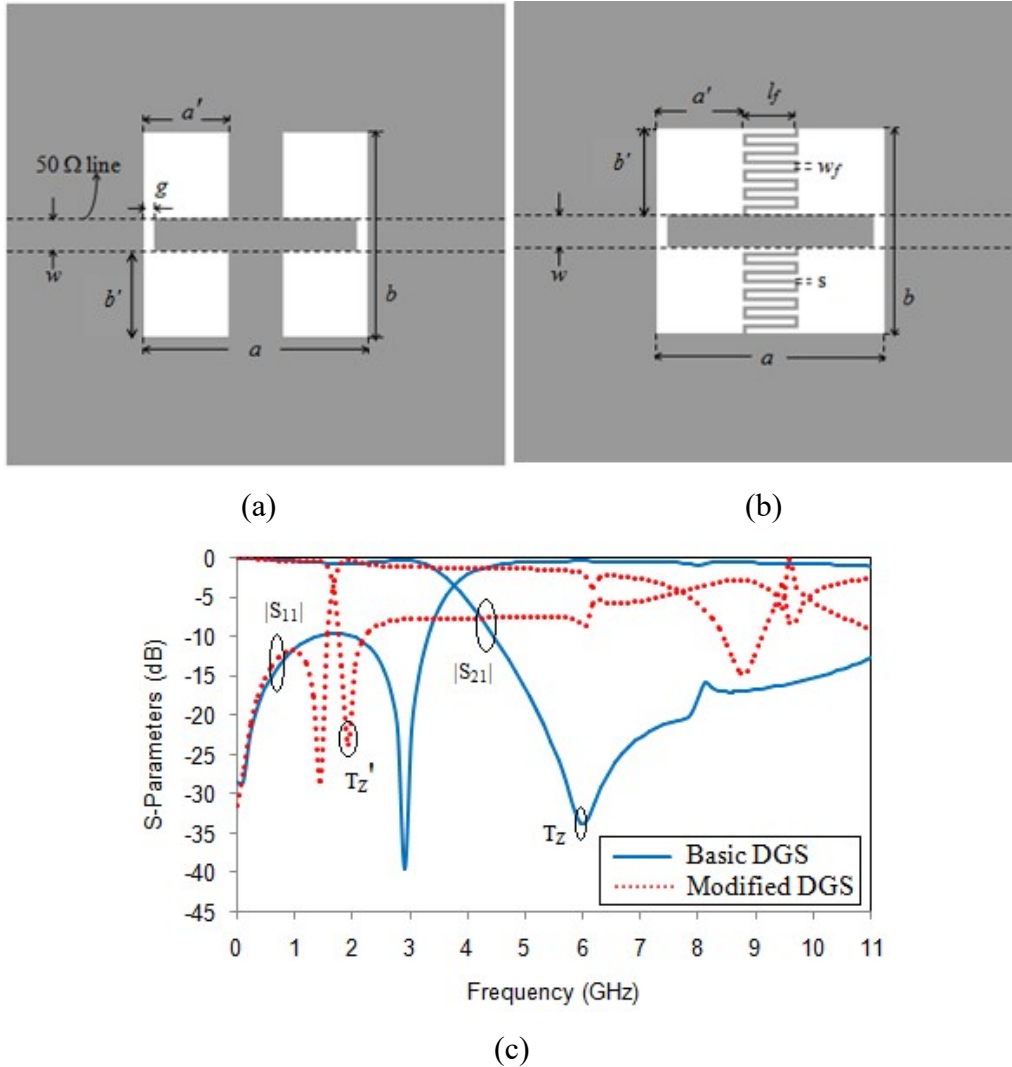 a′
50 Ω line
g
w
b′
b
a
(a)
a′
l_f
b′
w_f
w
s
b
a
(b)
0
-5
-10
-15
-20
-25
-30
-35
-40
-45
S-Parameters (dB)
|S₁₁|
|S₂₁|
T_Z'
T_Z
Basic DGS
Modified DGS
0 1 2 3 4 5 6 7 8 9 10 11
Frequency (GHz)
(c)